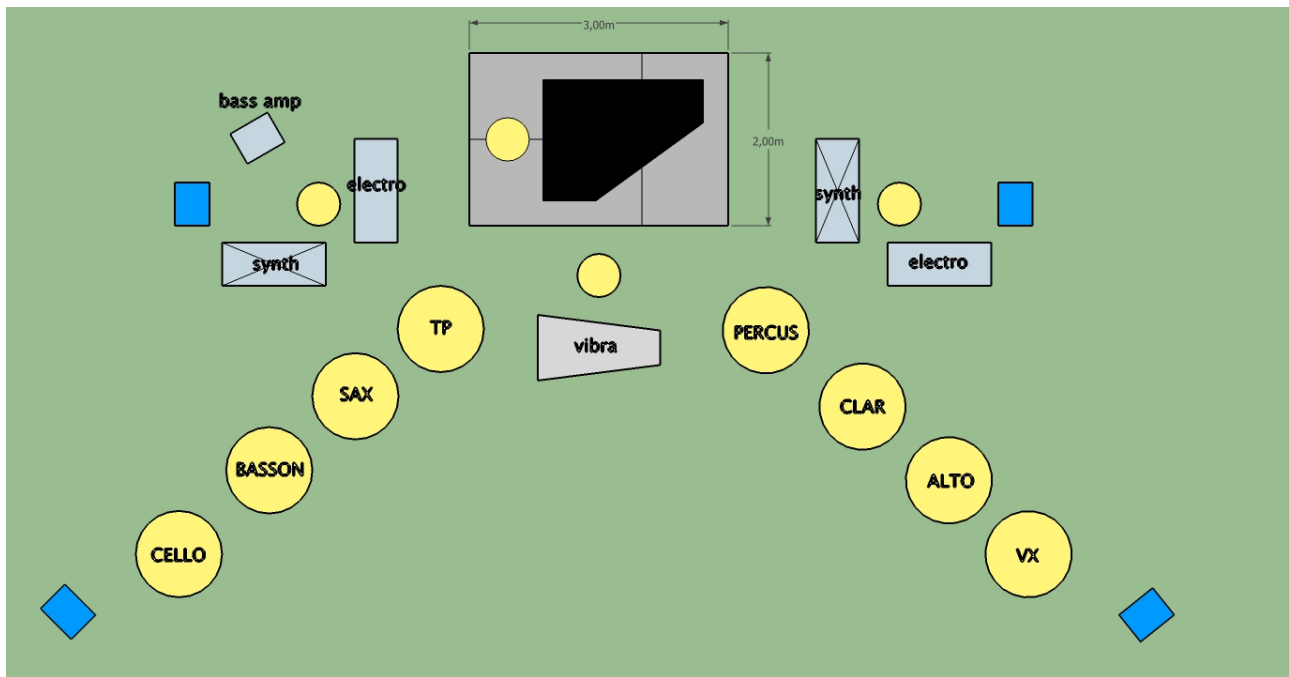 3,00m
bass amp
2,00m
electro
synth
synth
electro
TP
PERCUS
vibra
SAX
CLAR
BASSON
ALTO
CELLO
VX